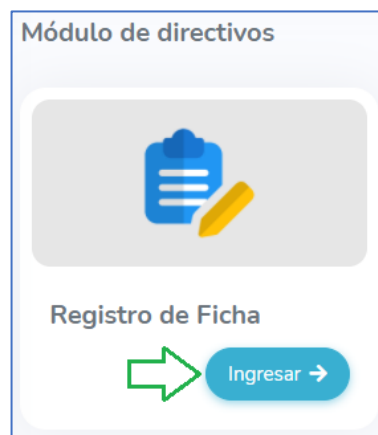 Módulo de directivos
Registro de Ficha
Ingresar →